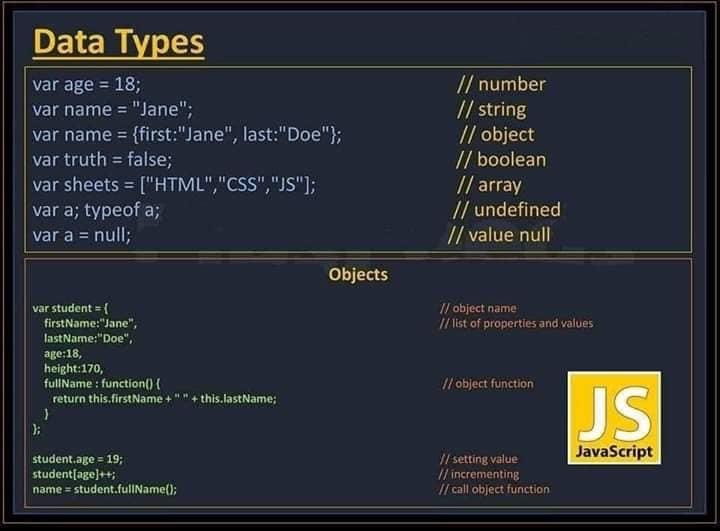 Data Types
var age = 18; // number
var name = "Jane"; // string
var name = {first:"Jane", last:"Doe"}; // object
var truth = false; // boolean
var sheets = ["HTML","CSS","JS"]; // array
var a; typeof a; // undefined
var a = null; // value null
Objects
var student = { // object name
firstName:"Jane", // list of properties and values
lastName:"Doe",
age:18,
height:170,
fullName : function() { // object function
return this.firstName + " " + this.lastName;
}
};
student.age = 19; // setting value
student[age]++; // incrementing
name = student.fullName(); // call object function
JS
JavaScript